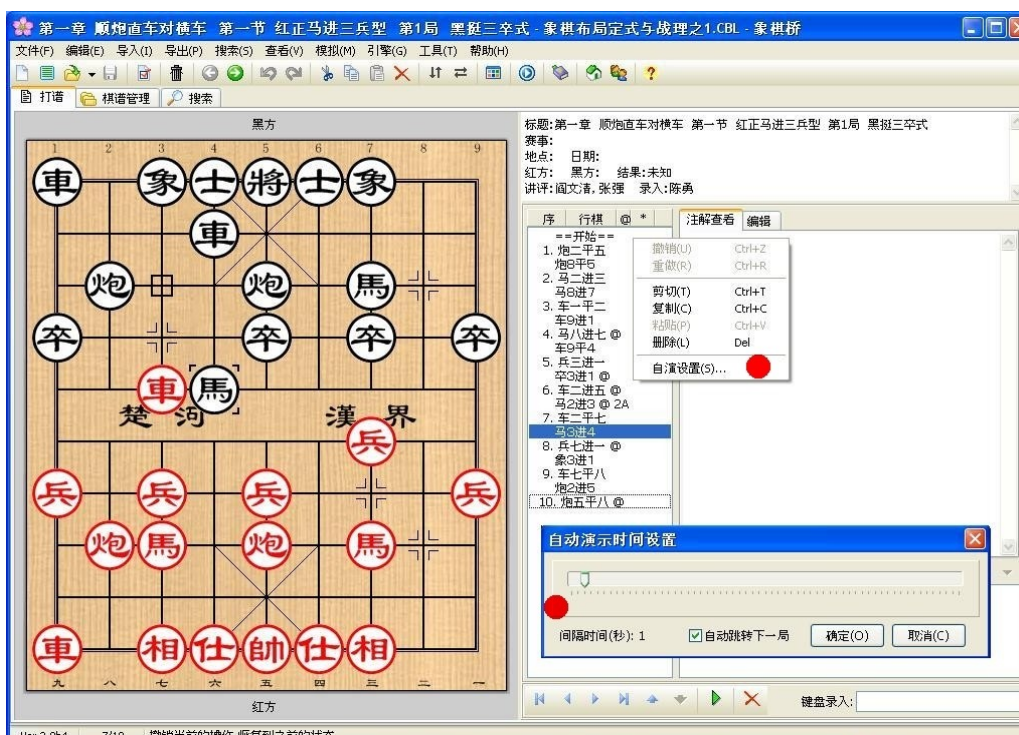 第一章 顺炮直车对横车 第一节 红正马进三兵型 第1局 黑挺三卒式 - 象棋布局定式与战理之1.CBL - 象棋桥
文件(F) 编辑(E) 导入(I) 导出(P) 搜索(S) 查看(V) 模拟(M) 引擎(G) 工具(T) 帮助(H)
打谱 棋谱管理 搜索
黑方
1 2 3 4 5 6 7 8 9
車 象 士 將 士 象
車
炮 炮 馬
卒 卒 卒 卒
車 馬
楚 河 漢 界
兵
兵 兵 兵 兵
炮 馬 炮 馬
車 相 仕 帥 仕 相
九 八 七 六 五 四 三 二 一
红方
标题:第一章 顺炮直车对横车 第一节 红正马进三兵型 第1局 黑挺三卒式
赛事:
地点: 日期:
红方: 黑方: 结果:未知
讲评:阎文清,张强 录入:陈勇
序 行棋 @ *
==开始==
1. 炮二平五
炮8平5
2. 马二进三
马8进7
3. 车一平二
车9进1
4. 马八进七 @
车9平4
5. 兵三进一
卒3进1 @
6. 车二进五 @
马2进3 @ 2A
7. 车二平七
马3进4
8. 兵七进一 @
象3进1
9. 车七平八
炮2进5
10. 炮五平八 @
注解查看 编辑
撤销(U) Ctrl+Z
重做(R) Ctrl+R
剪切(T) Ctrl+T
复制(C) Ctrl+C
粘贴(P) Ctrl+V
删除(L) Del
自演设置(S)...
自动演示时间设置
间隔时间(秒): 1 自动跳转下一局 确定(O) 取消(C)
键盘录入: